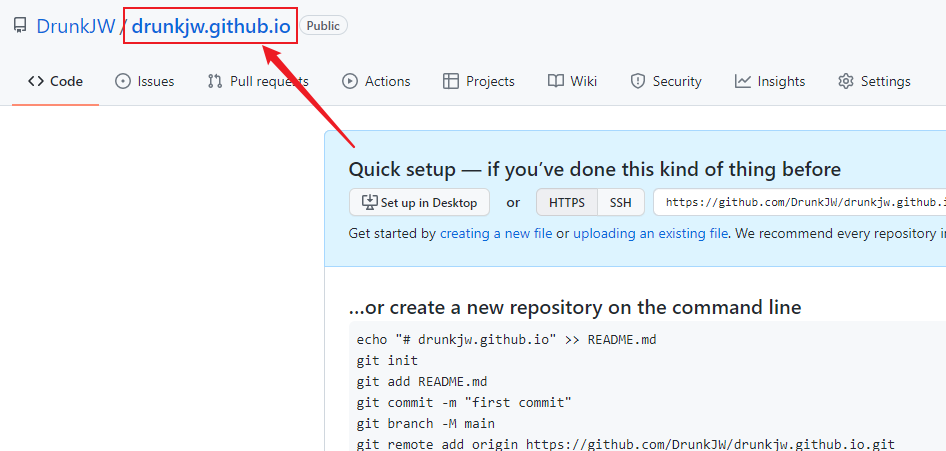 DrunkJW / drunkjw.github.io Public
Code Issues Pull requests Actions Projects Wiki Security Insights Settings
Quick setup — if you've done this kind of thing before
Set up in Desktop or HTTPS SSH https://github.com/DrunkJW/drunkjw.github.i
Get started by creating a new file or uploading an existing file. We recommend every repository in
...or create a new repository on the command line
echo "# drunkjw.github.io" >> README.md
git init
git add README.md
git commit -m "first commit"
git branch -M main
git remote add origin https://github.com/DrunkJW/drunkjw.github.io.git